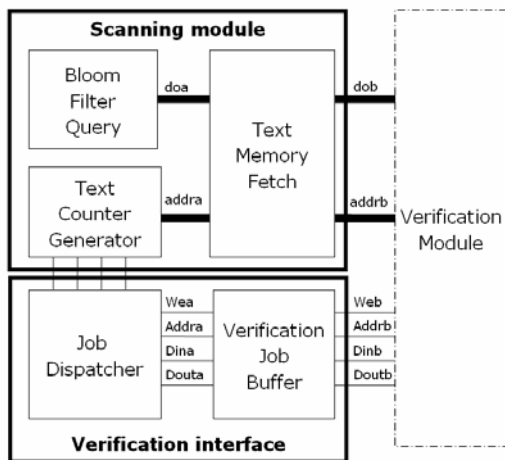 Scanning module
Bloom
Filter
Query
doa
Text
Memory
Fetch
dob
Text
Counter
Generator
addra
addrb
Verification
Module
Job
Dispatcher
Wea
Addra
Dina
Douta
Verification
Job
Buffer
Web
Addrb
Dinb
Doutb
Verification interface